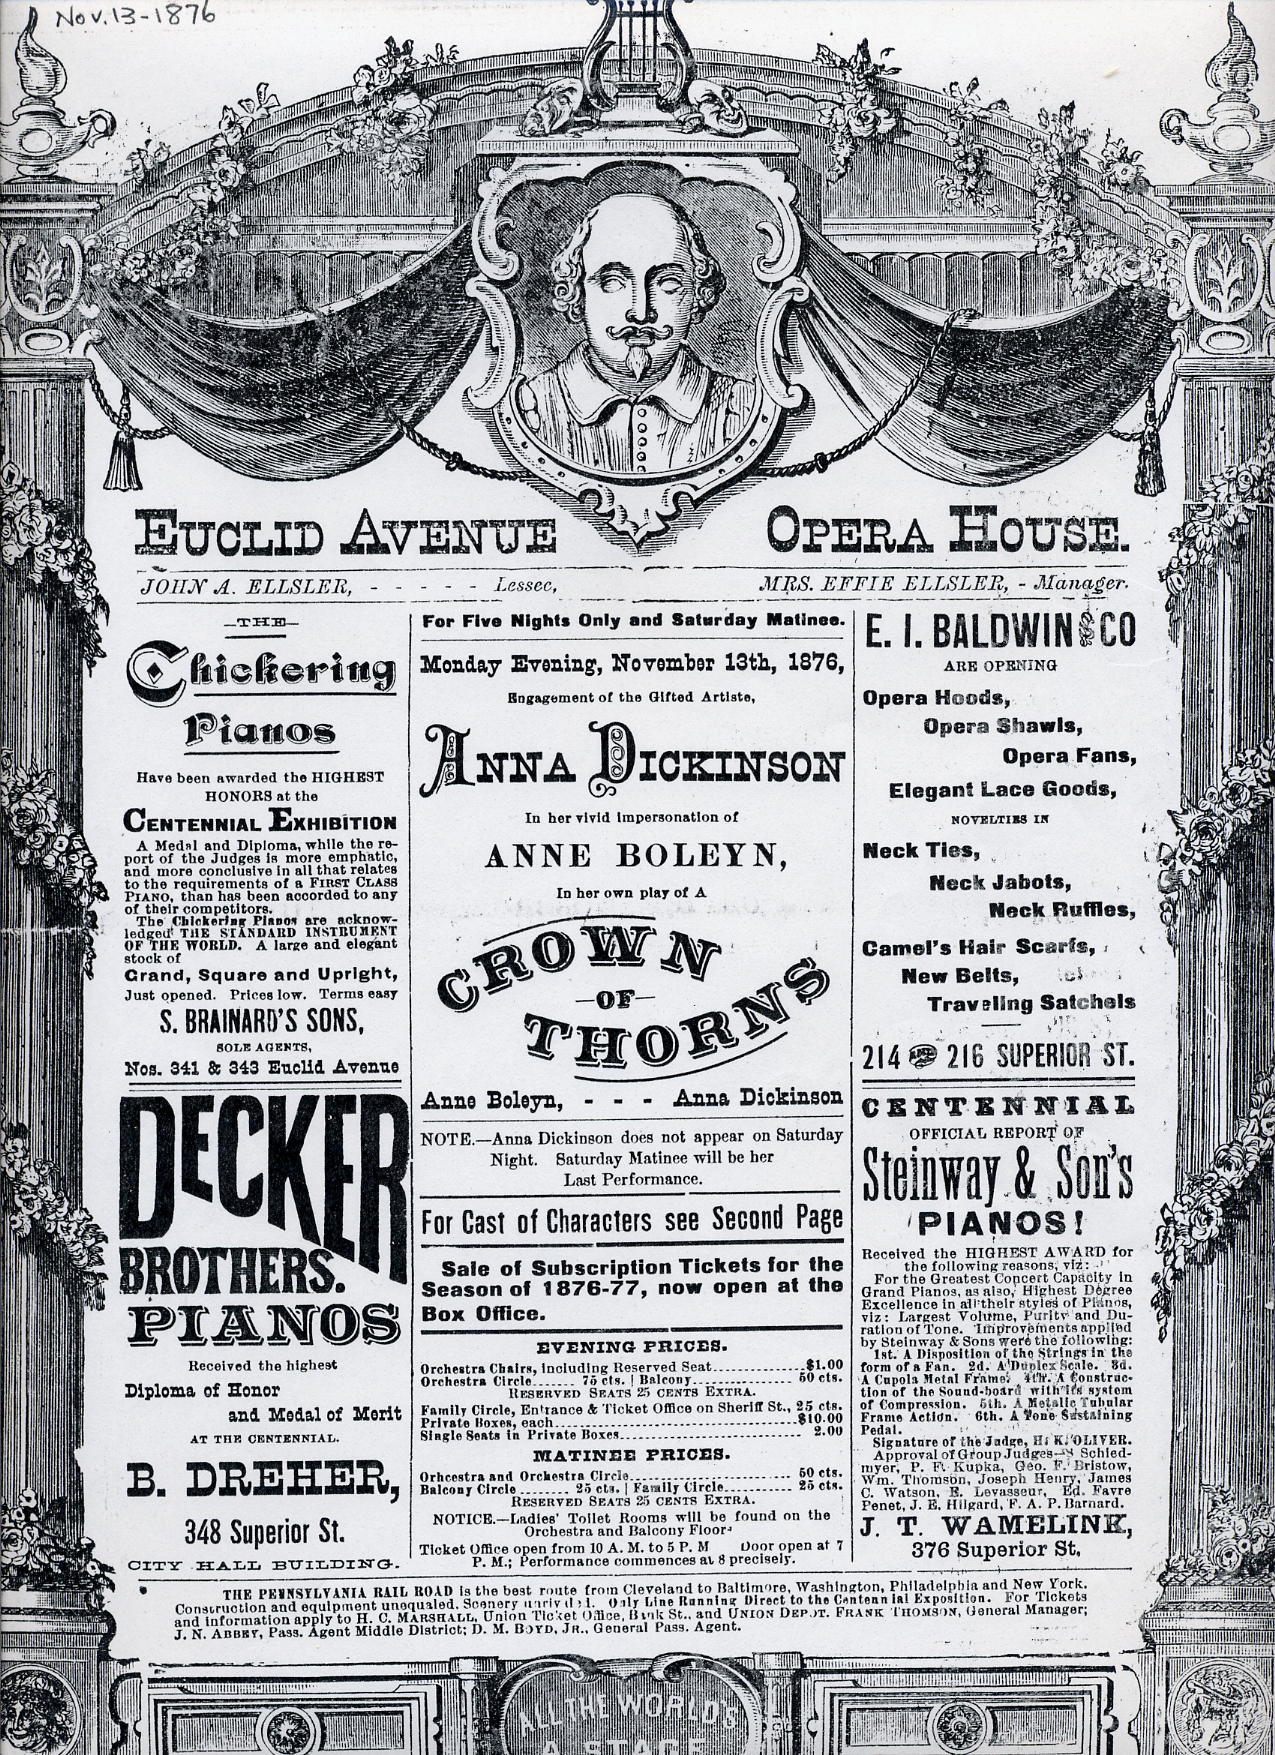 Nov. 13-1876
EUCLID AVENUE OPERA HOUSE.
JOHN A. ELLSLER, - - - - Lessee, MRS. EFFIE ELLSLER, - Manager.
—THE—
Chickering
Pianos
Have been awarded the HIGHEST
HONORS at the
CENTENNIAL EXHIBITION
A Medal and Diploma, while the re-
port of the Judges is more emphatic,
and more conclusive in all that relates
to the requirements of a FIRST CLASS
PIANO, than has been accorded to any
of their competitors.
The Chickering Pianos are acknow-
ledged THE STANDARD INSTRUMENT
OF THE WORLD. A large and elegant
stock of
Grand, Square and Upright,
Just opened. Prices low. Terms easy
S. BRAINARD'S SONS,
SOLE AGENTS,
Nos. 341 & 343 Euclid Avenue
DECKER
BROTHERS.
PIANOS
Received the highest
Diploma of Honor
and Medal of Merit
AT THE CENTENNIAL.
B. DREHER,
348 Superior St.
CITY HALL BUILDING.
For Five Nights Only and Saturday Matinee.
Monday Evening, November 13th, 1876,
Engagement of the Gifted Artiste,
ANNA DICKINSON
In her vivid impersonation of
ANNE BOLEYN,
In her own play of A
CROWN
—OF—
THORNS
Anne Boleyn, - - - Anna Dickinson
NOTE.—Anna Dickinson does not appear on Saturday
Night. Saturday Matinee will be her
Last Performance.
For Cast of Characters see Second Page
Sale of Subscription Tickets for the
Season of 1876-77, now open at the
Box Office.
EVENING PRICES.
Orchestra Chairs, including Reserved Seat............$1.00
Orchestra Circle....... 75 cts. | Balcony............ 50 cts.
RESERVED SEATS 25 CENTS EXTRA.
Family Circle, Entrance & Ticket Office on Sheriff St., 25 cts.
Private Boxes, each............$10.00
Single Seats in Private Boxes............ 2.00
MATINEE PRICES.
Orhcestra and Orchestra Circle............ 50 cts.
Balcony Circle....... 25 cts. | Family Circle.......... 25 cts.
RESERVED SEATS 25 CENTS EXTRA.
NOTICE.—Ladies' Toilet Rooms will be found on the
Orchestra and Balcony Floor
Ticket Office open from 10 A. M. to 5 P. M Door open at 7
P. M.; Performance commences at 8 precisely.
E. I. BALDWIN & CO
ARE OPENING
Opera Hoods,
Opera Shawls,
Opera Fans,
Elegant Lace Goods,
NOVELTIES IN
Neck Ties,
Neck Jabots,
Neck Ruffles,
Camel's Hair Scarfs,
New Belts,
Traveling Satchels
214 AND 216 SUPERIOR ST.
CENTENNIAL
OFFICIAL REPORT OF
Steinway & Son's
PIANOS!
Received the HIGHEST AWARD for
the following reasons, viz:
For the Greatest Concert Capacity in
Grand Pianos, as also, Highest Degree
Excellence in all their styles of Pianos,
viz: Largest Volume, Purity and Du-
ration of Tone. Improvements applied
by Steinway & Sons were the following:
1st. A Disposition of the Strings in the
form of a Fan. 2d. A Duplex Scale. 3d.
A Cupola Metal Frame. 4th. A Construc-
tion of the Sound-board with its system
of Compression. 5th. A Metalic Tubular
Frame Action. 6th. A Tone Sustaining
Pedal.
Signature of the Judge, H. K. OLIVER.
Approval of Group Judges— Schied-
myer, P. F. Kupka, Geo. F. Bristow,
Wm. Thomson, Joseph Henry, James
C. Watson, E. Levasseur, Ed. Favre
Penet, J. E. Hilgard, F. A. P. Barnard.
J. T. WAMELINK,
376 Superior St.
THE PENNSYLVANIA RAIL ROAD is the best route from Cleveland to Baltimore, Washington, Philadelphia and New York.
Construction and equipment unequaled. Scenery Only Line Running Direct to the Centennial Exposition. For Tickets
and information apply to H. C. MARSHALL, Union Ticket Office, Bank St., and UNION DEPOT. FRANK THOMSON, General Manager;
J. N. ABBEY, Pass. Agent Middle District; D. M. BOYD, JR., General Pass. Agent.
ALL THE WORLD'S
A STAGE